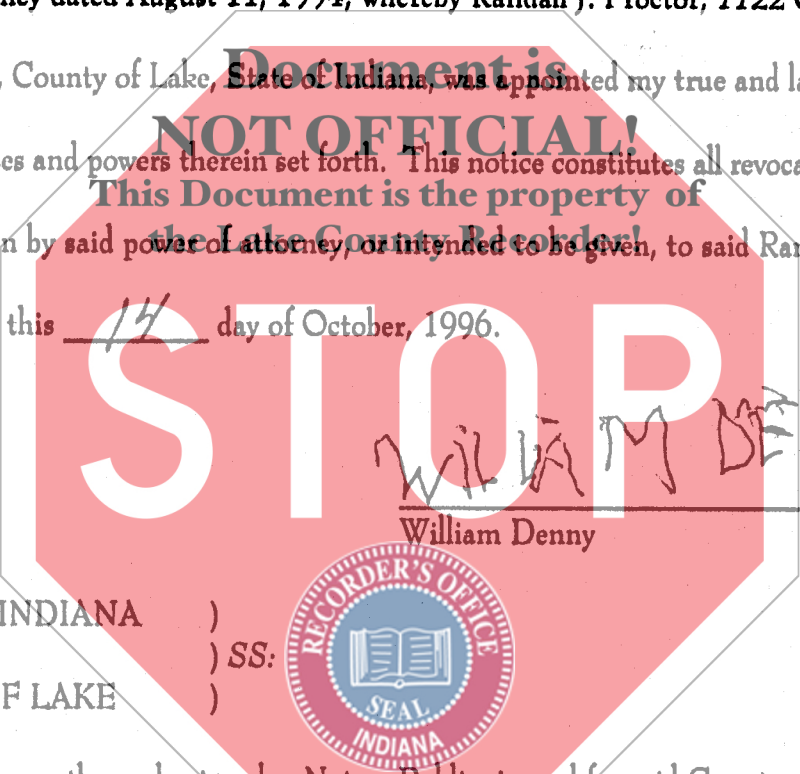 ney dated August 11, 1994, whereby Randall J. Proctor, 1122
Document is
, County of Lake, State of Indiana, was appointed my true and la
NOT OFFICIAL!
es and powers therein set forth. This notice constitutes all revoca
This Document is the property of
n by said power of attorney, or intended to be given, to said Ran
the Lake County Recorder!
this 14 day of October, 1996.
STOP
WILLIAM DE
William Denny
RECORDER'S OFFICE
INDIANA )
) SS:
F LAKE )
SEAL
INDIANA